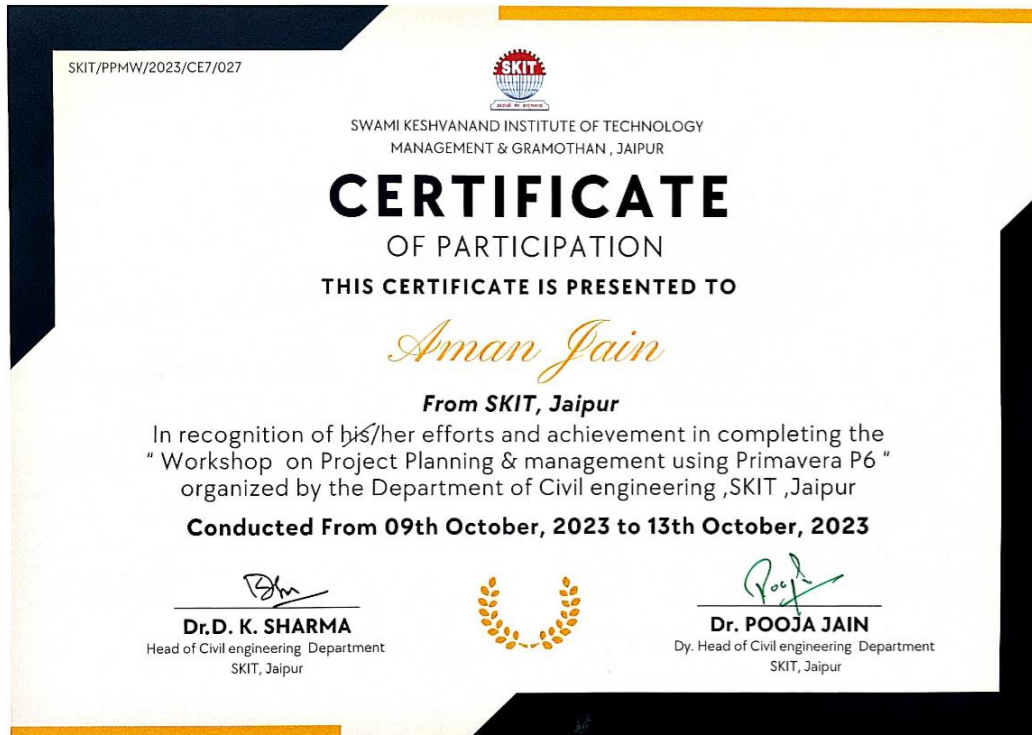 SKIT/PPMW/2023/CE7/027
SKIT
SWAMI KESHVANAND INSTITUTE OF TECHNOLOGY
MANAGEMENT & GRAMOTHAN , JAIPUR
CERTIFICATE
OF PARTICIPATION
THIS CERTIFICATE IS PRESENTED TO
Aman Jain
From SKIT, Jaipur
In recognition of his/her efforts and achievement in completing the
" Workshop on Project Planning & management using Primavera P6 "
organized by the Department of Civil engineering ,SKIT ,Jaipur
Conducted From 09th October, 2023 to 13th October, 2023
Dr.D. K. SHARMA
Head of Civil engineering Department
SKIT, Jaipur
Pooja
Dr. POOJA JAIN
Dy. Head of Civil engineering Department
SKIT, Jaipur